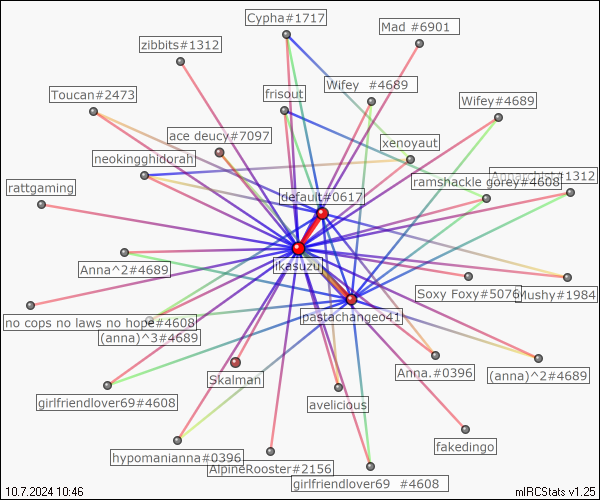 Cypha#1717
Mad #6901
zibbits#1312
Wifey #4689
Toucan#2473
frisout
Wifey#4689
ace deucy#7097
xenoyaut
neokingghidorah
ramshackle gorey#4608
rattgaming
default#0617
ikasuzu
Anna^2#4689
Soxy Foxy#5076
Mushy#1984
no cops no laws no hope#4608
pastachangeo41
(anna)^3#4689
Skalman
Anna.#0396
(anna)^2#4689
girlfriendlover69#4608
avelicious
fakedingo
hypomanianna#0396
AlpineRooster#2156
girlfriendlover69 #4608
10.7.2024 10:46
mIRCStats v1.25